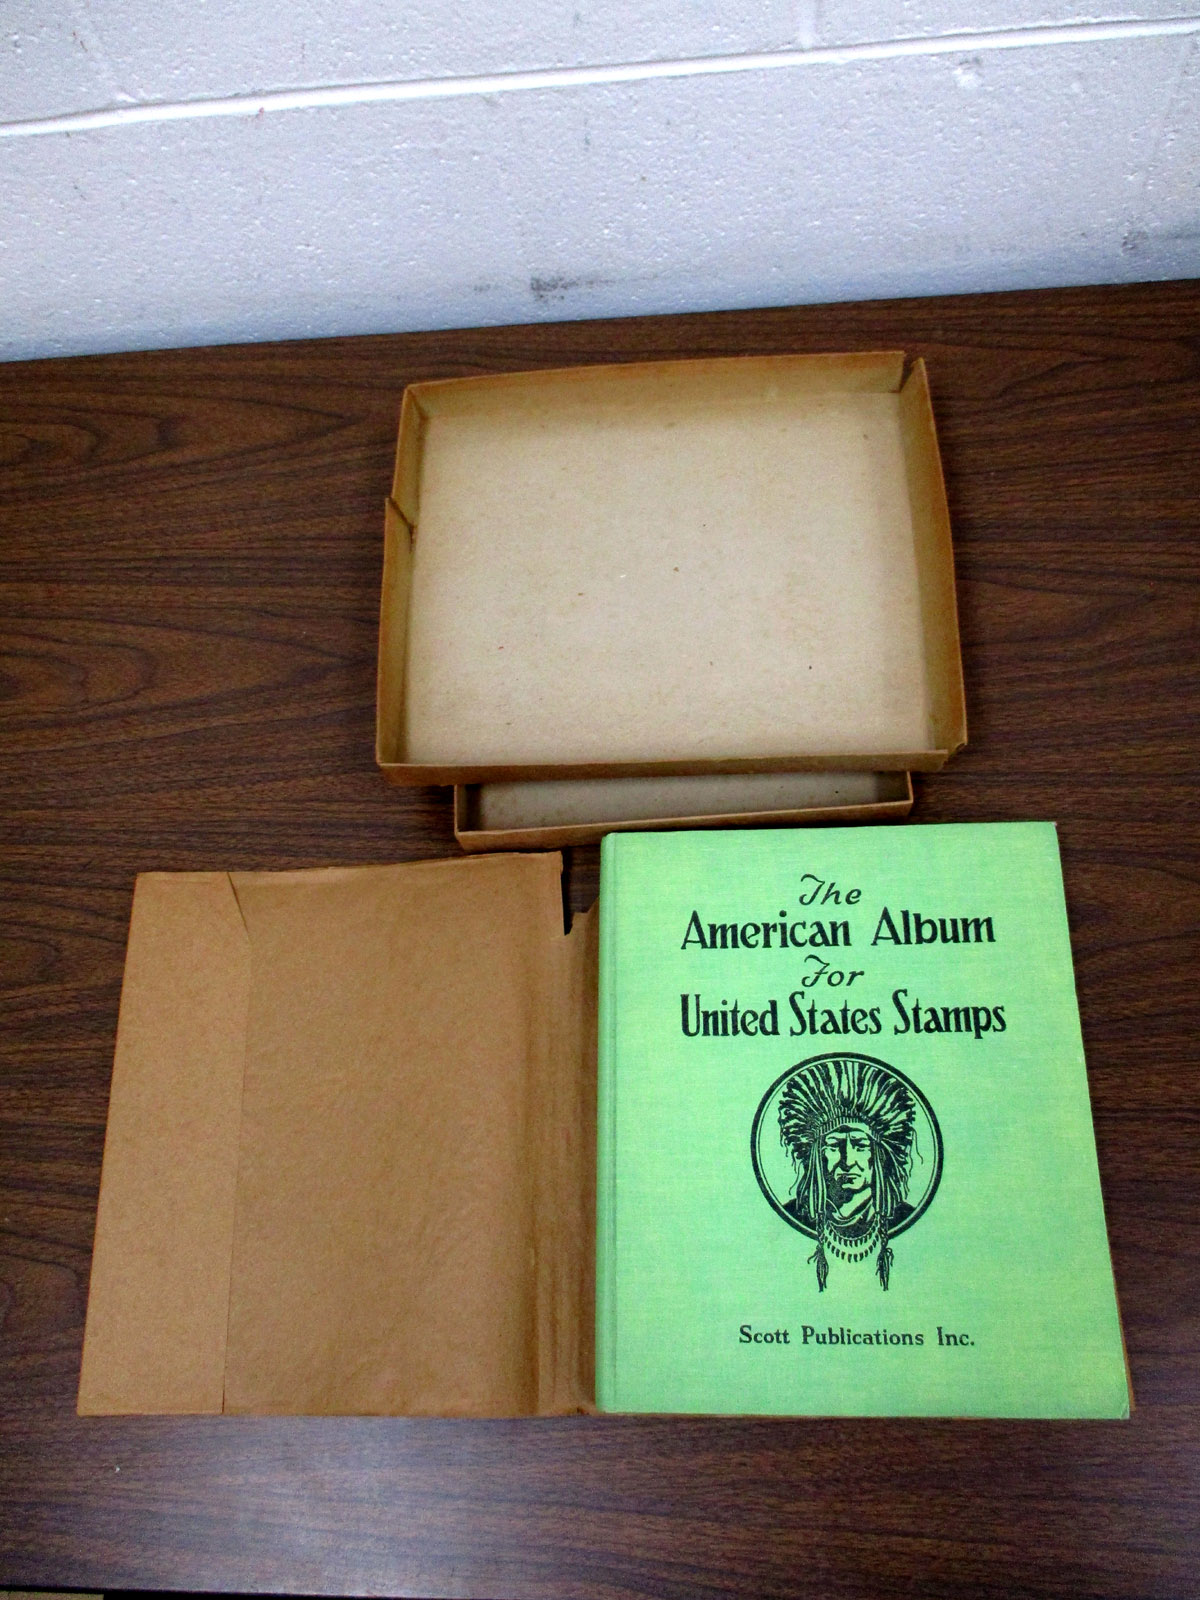 The
American Album
For
United States Stamps
Scott Publications Inc.